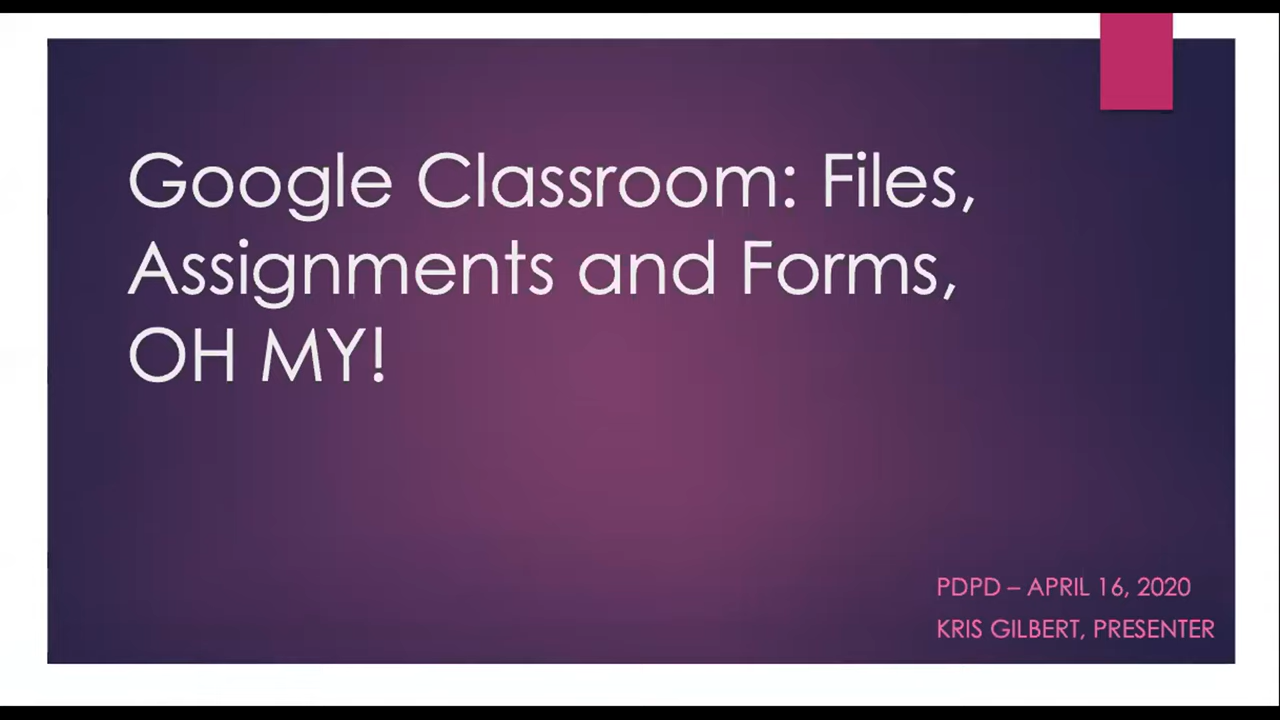 Google Classroom: Files,
Assignments and Forms,
OH MY!
PDPD – APRIL 16, 2020
KRIS GILBERT, PRESENTER